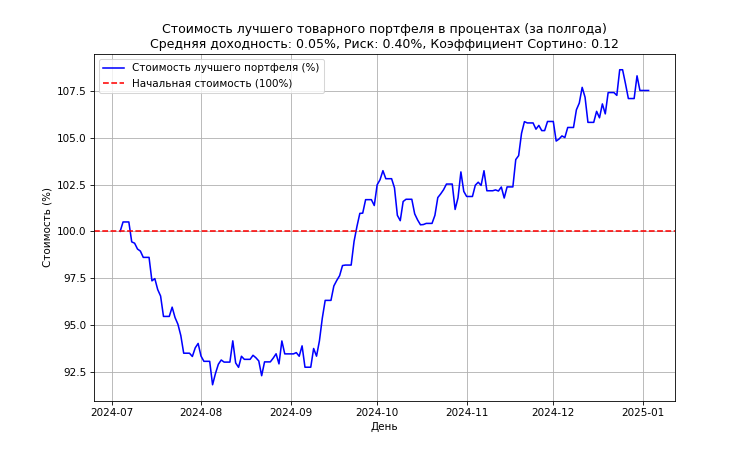 Стоимость лучшего товарного портфеля в процентах (за полгода)
Средняя доходность: 0.05%, Риск: 0.40%, Коэффициент Сортино: 0.12
Стоимость лучшего портфеля (%)
Начальная стоимость (100%)
Стоимость (%)
107.5
105.0
102.5
100.0
97.5
95.0
92.5
2024-07
2024-08
2024-09
2024-10
2024-11
2024-12
2025-01
День